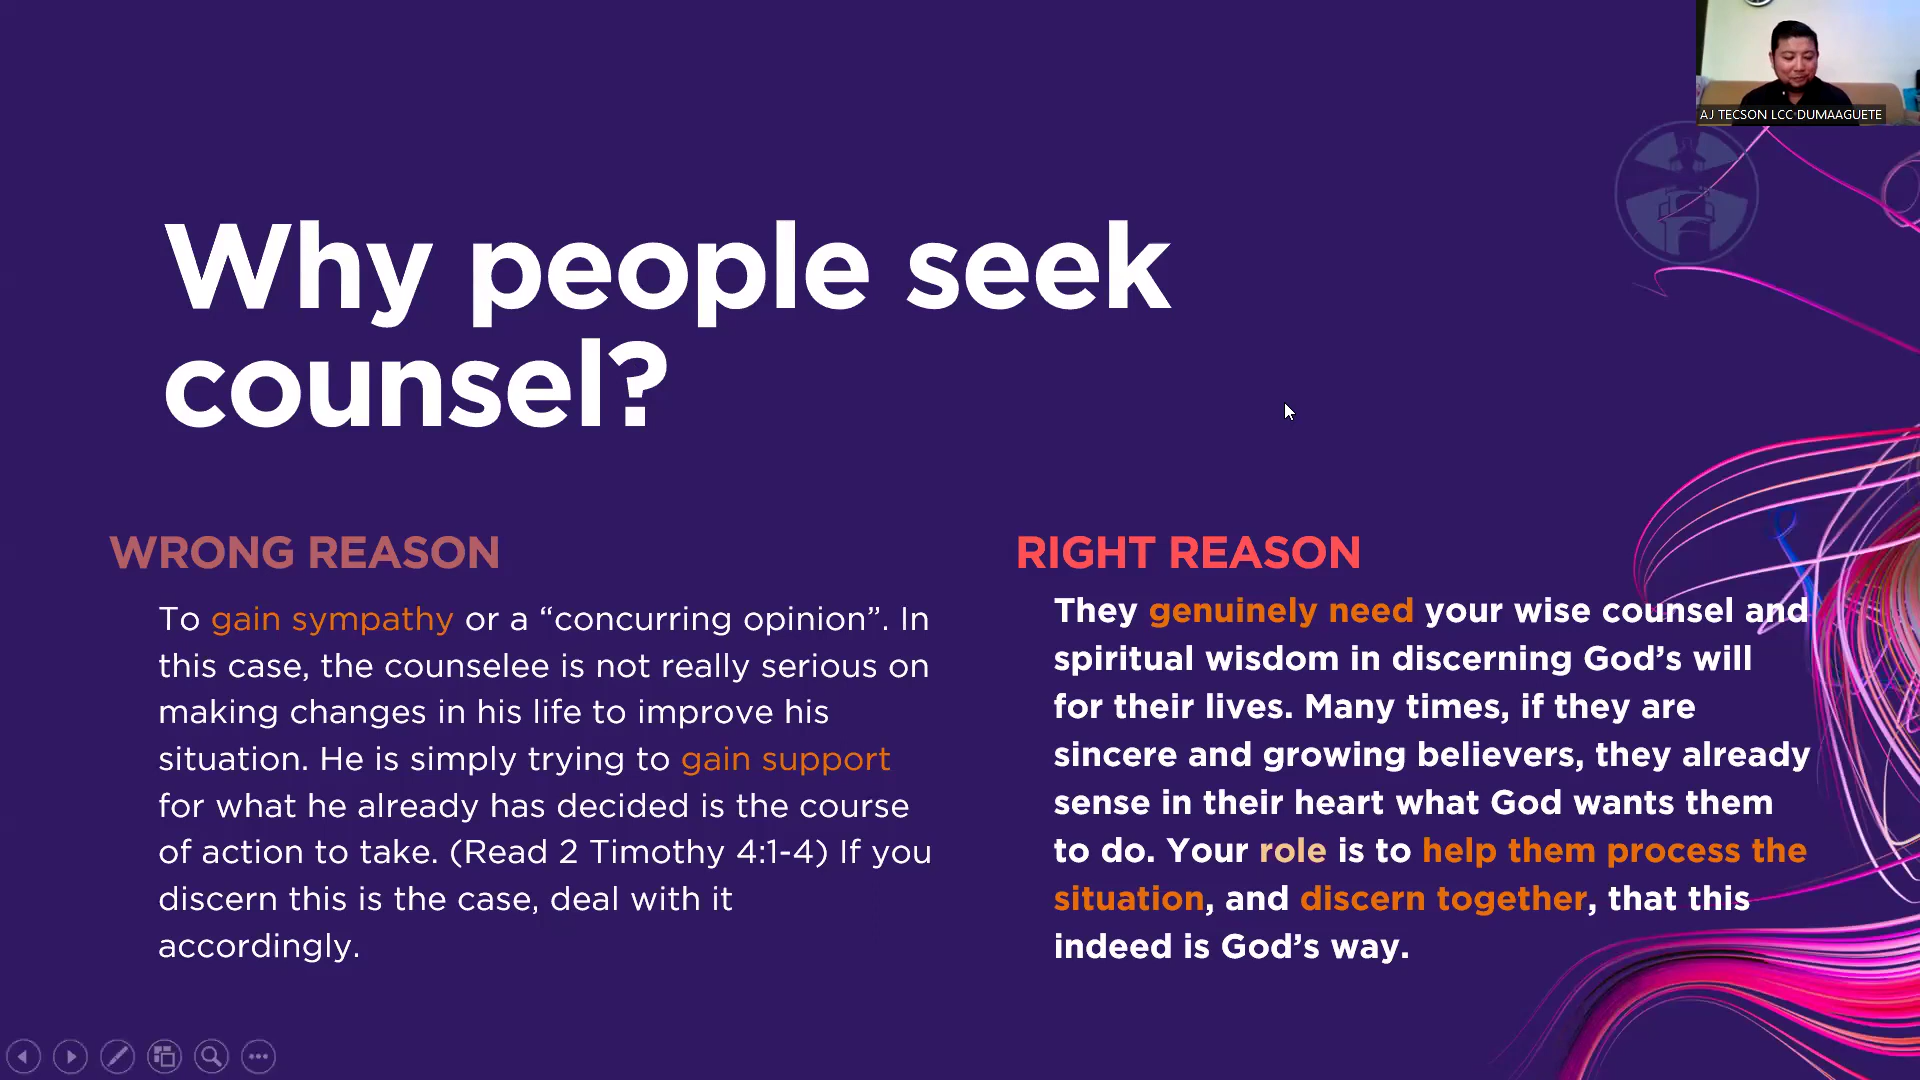 AJ TECSON LCC DUMAAGUETE
Why people seek
counsel?
WRONG REASON
To gain sympathy or a “concurring opinion”. In
this case, the counselee is not really serious on
making changes in his life to improve his
situation. He is simply trying to gain support
for what he already has decided is the course
of action to take. (Read 2 Timothy 4:1-4) If you
discern this is the case, deal with it
accordingly.
RIGHT REASON
They genuinely need your wise counsel and
spiritual wisdom in discerning God’s will
for their lives. Many times, if they are
sincere and growing believers, they already
sense in their heart what God wants them
to do. Your role is to help them process the
situation, and discern together, that this
indeed is God’s way.